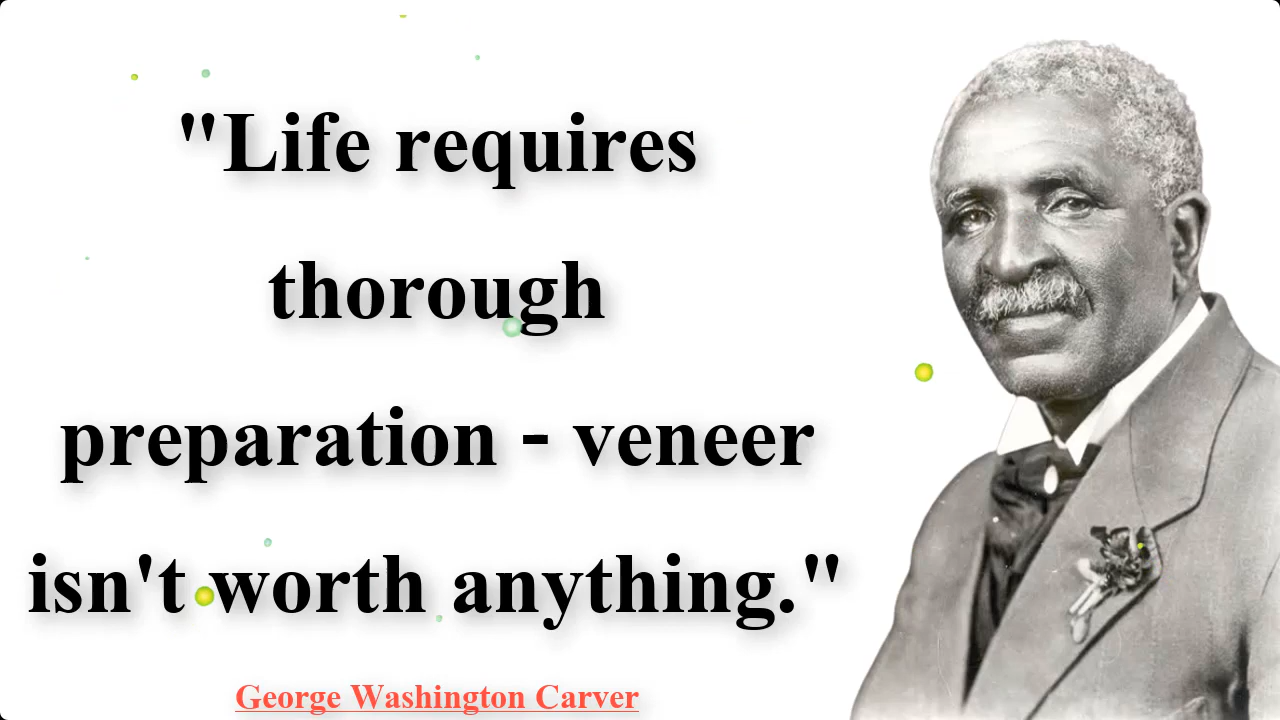 "Life requires
thorough
preparation - veneer
isn't worth anything."
George Washington Carver